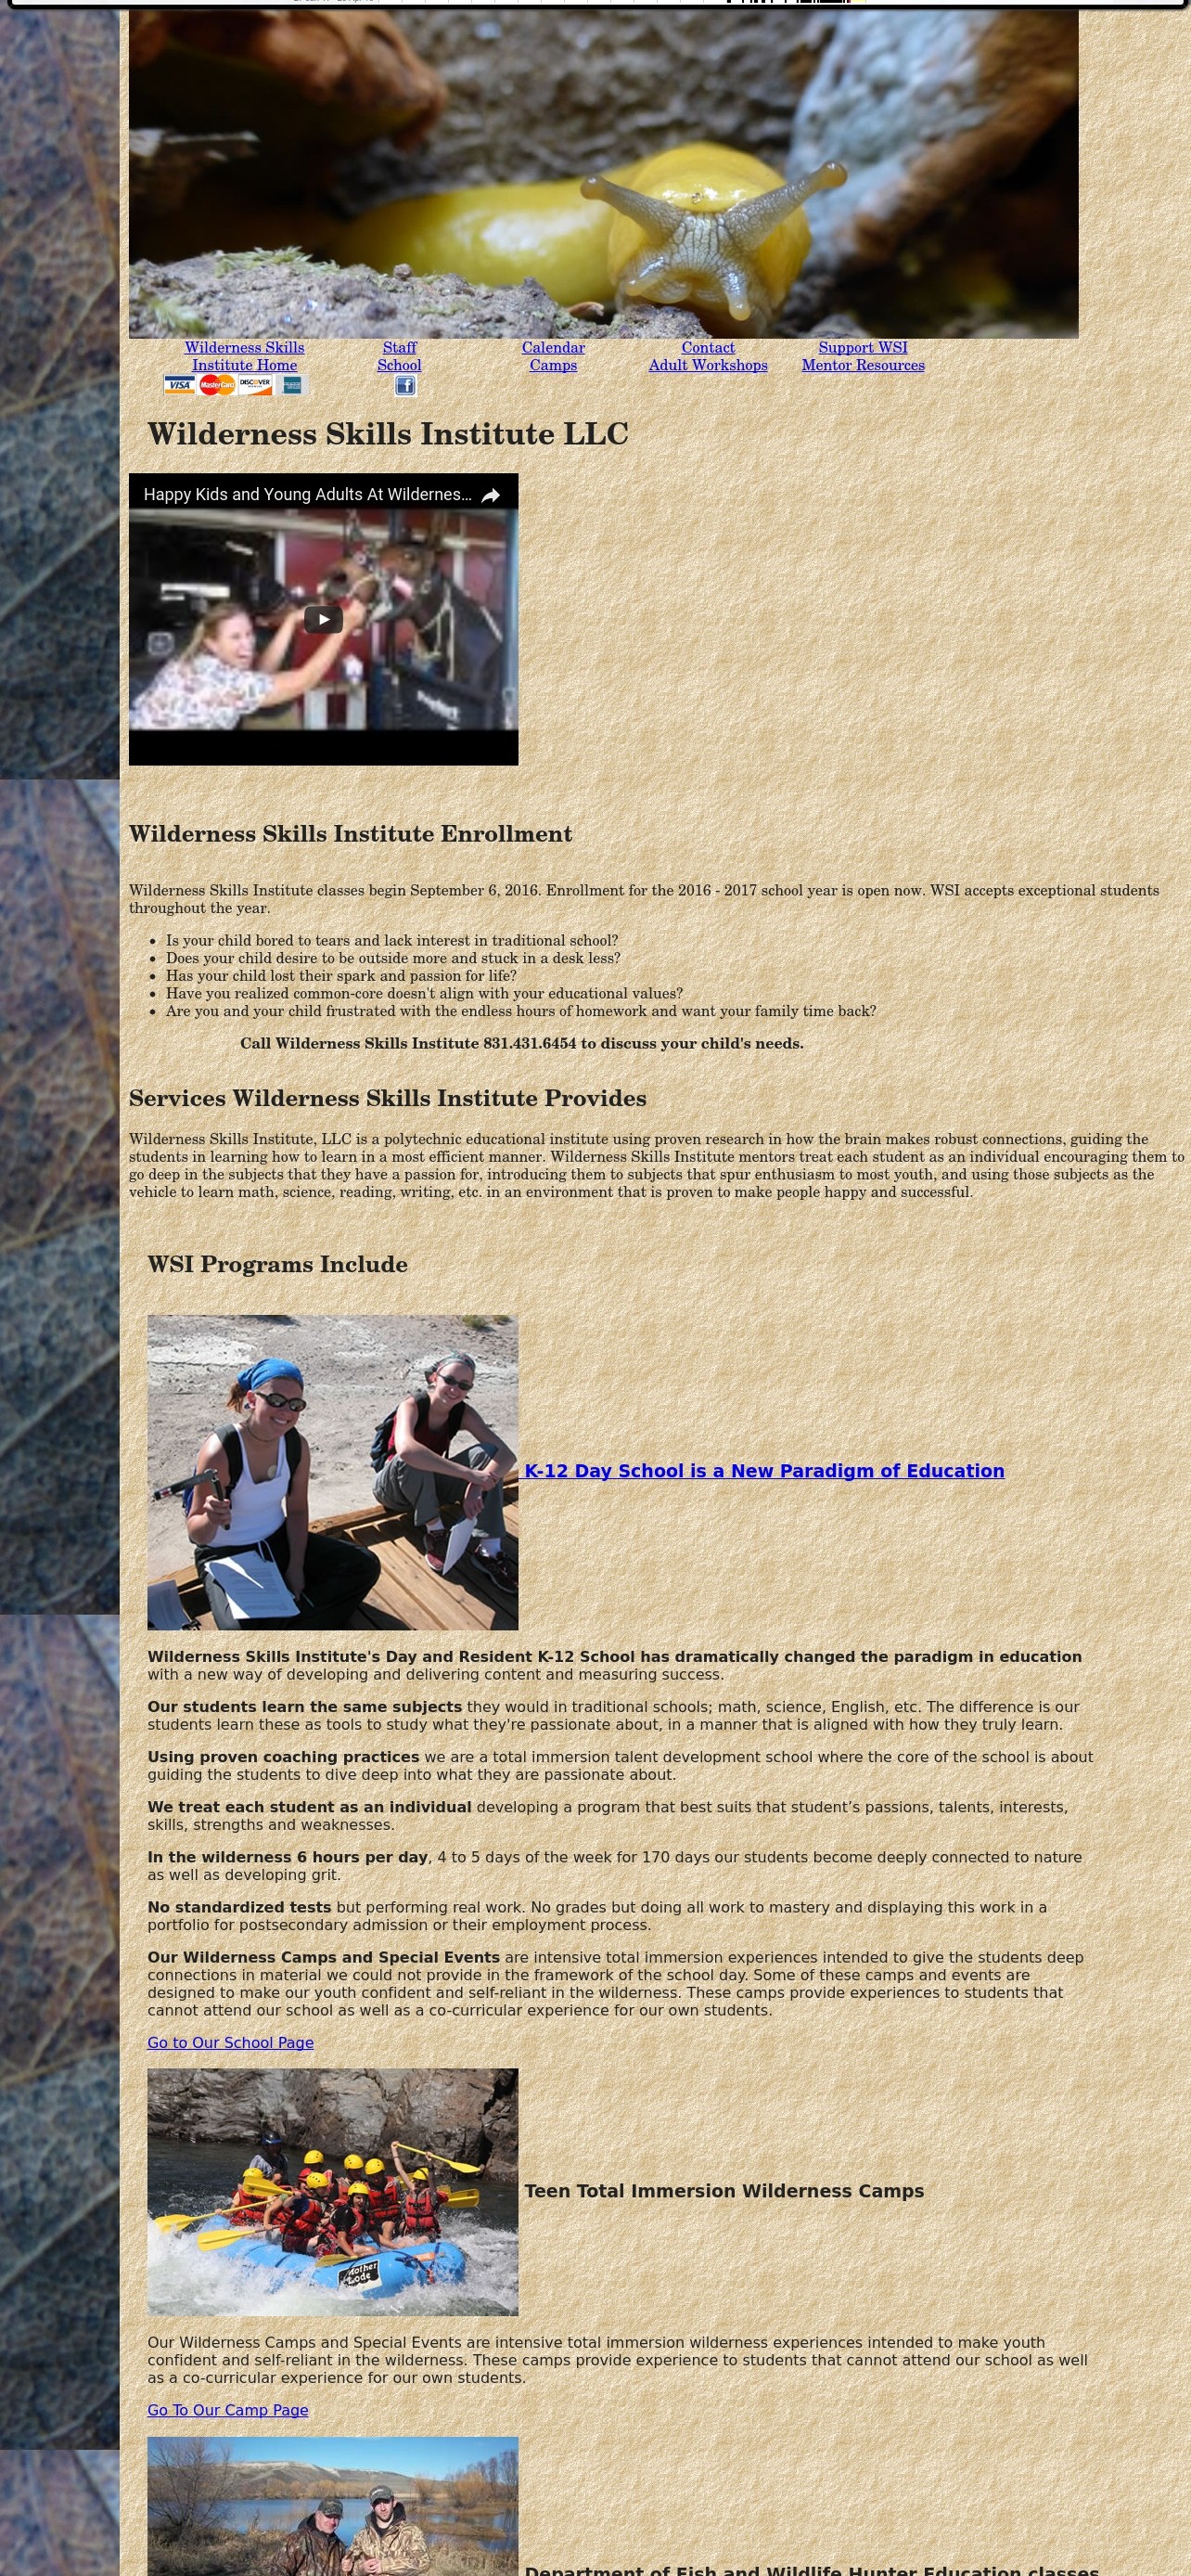 Wilderness Skills Institute Home
Staff
School
Calendar
Camps
Contact
Adult Workshops
Support WSI
Mentor Resources
VISA MasterCard DISCOVER
f
Wilderness Skills Institute LLC
Happy Kids and Young Adults At Wildernes...
Wilderness Skills Institute Enrollment
Wilderness Skills Institute classes begin September 6, 2016. Enrollment for the 2016 - 2017 school year is open now. WSI accepts exceptional students
throughout the year.
• Is your child bored to tears and lack interest in traditional school?
• Does your child desire to be outside more and stuck in a desk less?
• Has your child lost their spark and passion for life?
• Have you realized common-core doesn't align with your educational values?
• Are you and your child frustrated with the endless hours of homework and want your family time back?
Call Wilderness Skills Institute 831.431.6454 to discuss your child's needs.
Services Wilderness Skills Institute Provides
Wilderness Skills Institute, LLC is a polytechnic educational institute using proven research in how the brain makes robust connections, guiding the
students in learning how to learn in a most efficient manner. Wilderness Skills Institute mentors treat each student as an individual encouraging them to
go deep in the subjects that they have a passion for, introducing them to subjects that spur enthusiasm to most youth, and using those subjects as the
vehicle to learn math, science, reading, writing, etc. in an environment that is proven to make people happy and successful.
WSI Programs Include
K-12 Day School is a New Paradigm of Education
Wilderness Skills Institute's Day and Resident K-12 School has dramatically changed the paradigm in education
with a new way of developing and delivering content and measuring success.
Our students learn the same subjects they would in traditional schools; math, science, English, etc. The difference is our
students learn these as tools to study what they're passionate about, in a manner that is aligned with how they truly learn.
Using proven coaching practices we are a total immersion talent development school where the core of the school is about
guiding the students to dive deep into what they are passionate about.
We treat each student as an individual developing a program that best suits that student’s passions, talents, interests,
skills, strengths and weaknesses.
In the wilderness 6 hours per day, 4 to 5 days of the week for 170 days our students become deeply connected to nature
as well as developing grit.
No standardized tests but performing real work. No grades but doing all work to mastery and displaying this work in a
portfolio for postsecondary admission or their employment process.
Our Wilderness Camps and Special Events are intensive total immersion experiences intended to give the students deep
connections in material we could not provide in the framework of the school day. Some of these camps and events are
designed to make our youth confident and self-reliant in the wilderness. These camps provide experiences to students that
cannot attend our school as well as a co-curricular experience for our own students.
Go to Our School Page
Mother Lode
Teen Total Immersion Wilderness Camps
Our Wilderness Camps and Special Events are intensive total immersion wilderness experiences intended to make youth
confident and self-reliant in the wilderness. These camps provide experience to students that cannot attend our school as well
as a co-curricular experience for our own students.
Go To Our Camp Page
Department of Fish and Wildlife Hunter Education classes